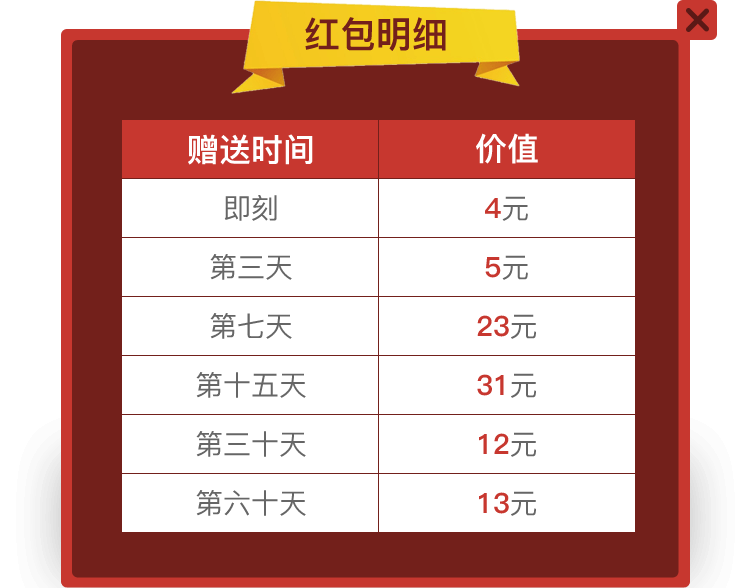 红包明细
赠送时间 价值
即刻 4元
第三天 5元
第七天 23元
第十五天 31元
第三十天 12元
第六十天 13元